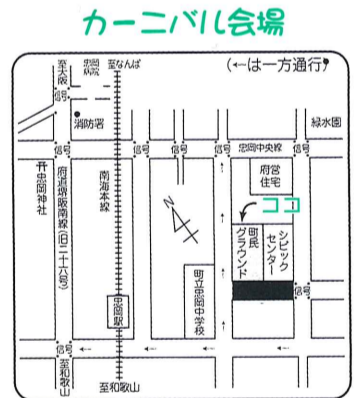 カーニバル会場
(←は一方通行)
至大阪
忠岡病院
至なんば
信号
消防署
緑水園
信号
信号
信号
忠岡中央線
信号
信号
忠岡神社
府道堺阪南線(旧二十六号)
南海本線
N
府営住宅
ココ
町民グラウンド
シビックセンター
町立忠岡中学校
信号
忠岡駅
信号
至和歌山
至和歌山